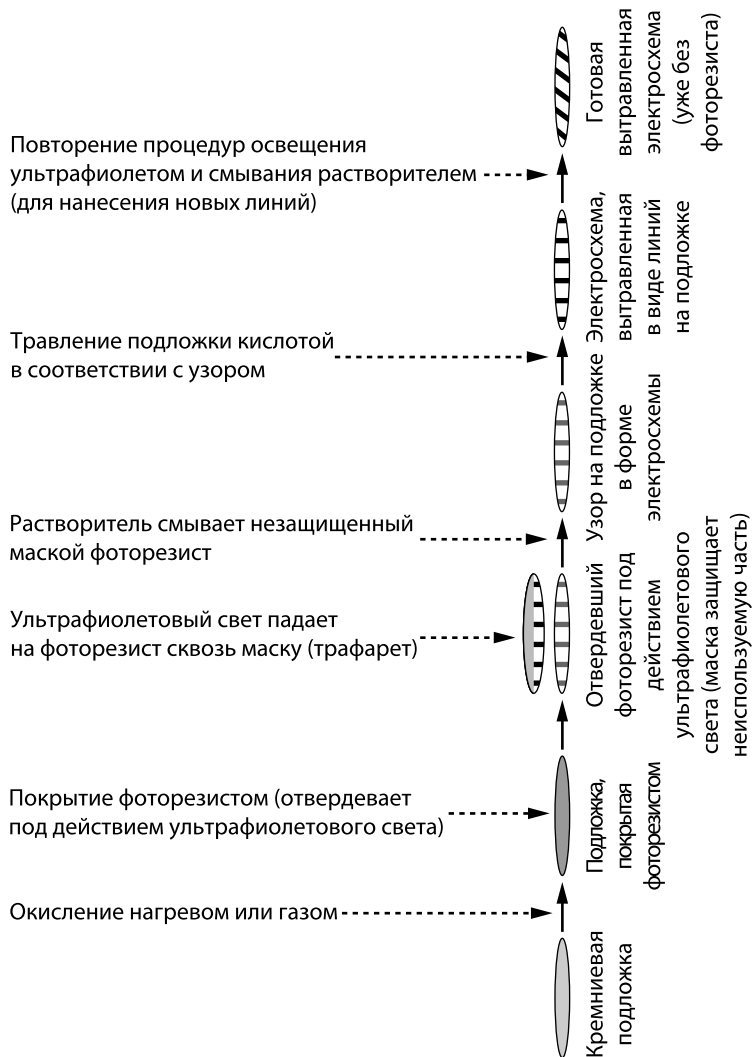 Повторение процедур освещения
ультрафиолетом и смывания растворителем
(для нанесения новых линий)
Травление подложки кислотой
в соответствии с узором
Растворитель смывает незащищенный
маской фоторезист
Ультрафиолетовый свет падает
на фоторезист сквозь маску (трафарет)
Покрытие фоторезистом (отвердевает
под действием ультрафиолетового света)
Окисление нагревом или газом
Готовая
вытравленная
электросхема
(уже без
фоторезиста)
Электросхема,
вытравленная
в виде линий
на подложке
Узор на подложке
в форме
электросхемы
Отвердевший
фоторезист под
действием
ультрафиолетового
света (маска защищает
неиспользуемую часть)
Подложка,
покрытая
фоторезистом
Кремниевая
подложка